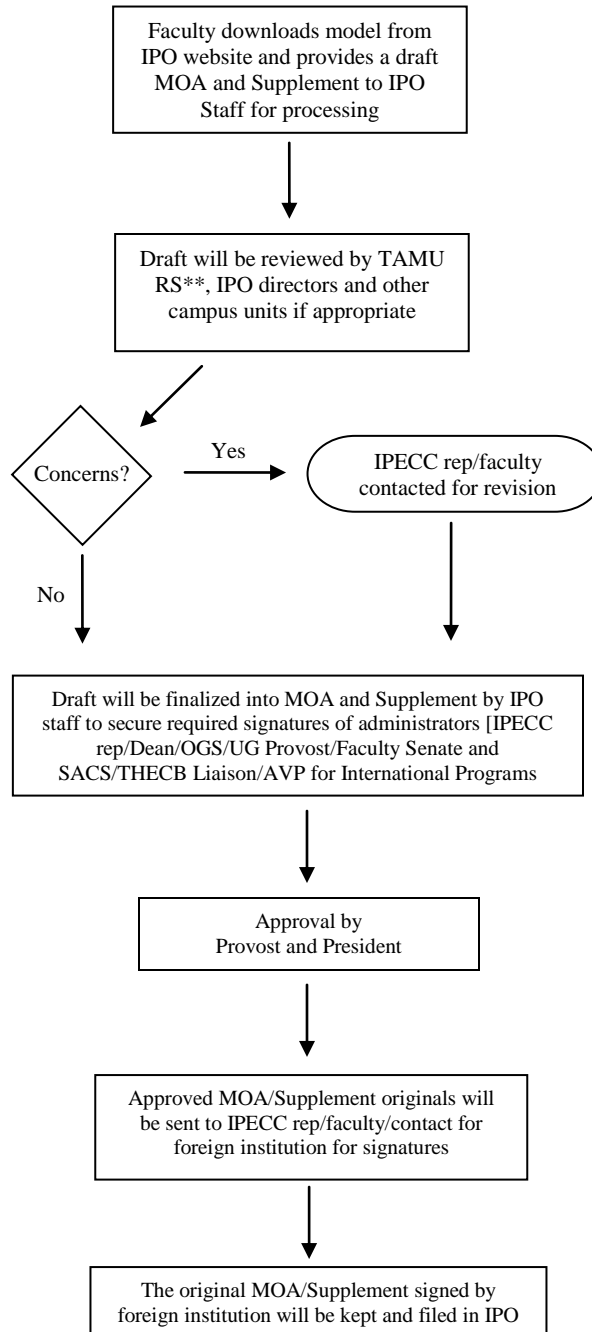 Faculty downloads model from
IPO website and provides a draft
MOA and Supplement to IPO
Staff for processing
Draft will be reviewed by TAMU
RS**, IPO directors and other
campus units if appropriate
Concerns?
Yes
IPECC rep/faculty
contacted for revision
No
Draft will be finalized into MOA and Supplement by IPO
staff to secure required signatures of administrators [IPECC
rep/Dean/OGS/UG Provost/Faculty Senate and
SACS/THECB Liaison/AVP for International Programs
Approval by
Provost and President
Approved MOA/Supplement originals will
be sent to IPECC rep/faculty/contact for
foreign institution for signatures
The original MOA/Supplement signed by
foreign institution will be kept and filed in IPO